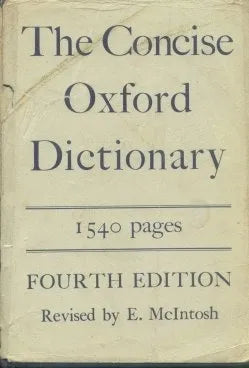 The Concise
Oxford
Dictionary
1540 pages
FOURTH EDITION
Revised by E. McIntosh